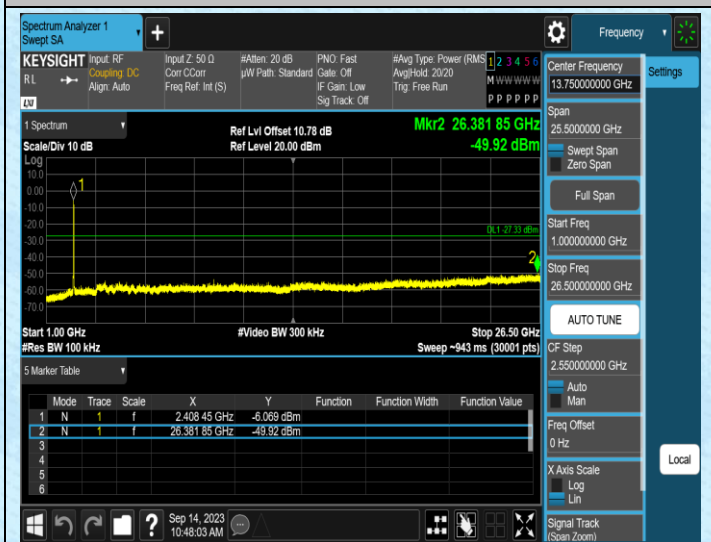 Spectrum Analyzer 1
Swept SA
+
Frequency
KEYSIGHT
RL
LXI
Input: RF
Coupling: DC
Align: Auto
Input Z: 50 Ω
Corr CCorr
Freq Ref: Int (S)
#Atten: 20 dB
µW Path: Standard
PNO: Fast
Gate: Off
IF Gain: Low
Sig Track: Off
#Avg Type: Power (RMS
Avg|Hold: 20/20
Trig: Free Run
1 2 3 4 5 6
M W W W W W
P P P P P P
1 Spectrum
Scale/Div 10 dB
Ref Lvl Offset 10.78 dB
Ref Level 20.00 dBm
Mkr2 26.381 85 GHz
-49.92 dBm
Log
10.0
0.00
-10.0
-20.0
-30.0
-40.0
-50.0
-60.0
-70.0
1
DL1 -27.33 dBm
2
Start 1.00 GHz
#Res BW 100 kHz
#Video BW 300 kHz
Stop 26.50 GHz
Sweep ~943 ms (30001 pts)
5 Marker Table
Mode Trace Scale X Y Function Function Width Function Value
1 N 1 f 2.408 45 GHz -6.069 dBm
2 N 1 f 26.381 85 GHz -49.92 dBm
3
4
5
6
?
Sep 14, 2023
10:48:03 AM
Center Frequency
13.750000000 GHz
Span
25.5000000 GHz
Swept Span
Zero Span
Full Span
Start Freq
1.000000000 GHz
Stop Freq
26.500000000 GHz
AUTO TUNE
CF Step
2.550000000 GHz
Auto
Man
Freq Offset
0 Hz
X Axis Scale
Log
Lin
Signal Track
(Span Zoom)
Settings
Local